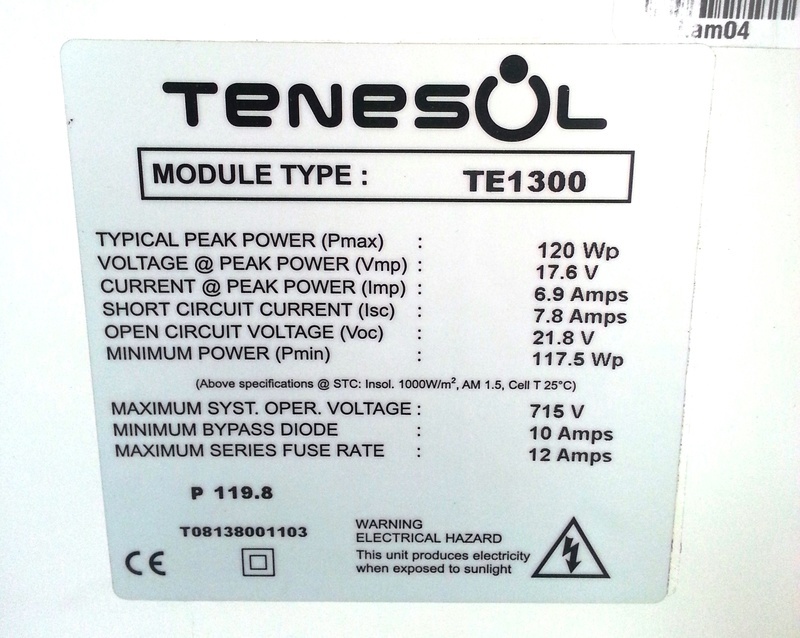 am04
TENESOL
MODULE TYPE : TE1300
TYPICAL PEAK POWER (Pmax) : 120 Wp
VOLTAGE @ PEAK POWER (Vmp) : 17.6 V
CURRENT @ PEAK POWER (Imp) : 6.9 Amps
SHORT CIRCUIT CURRENT (Isc) : 7.8 Amps
OPEN CIRCUIT VOLTAGE (Voc) : 21.8 V
MINIMUM POWER (Pmin) : 117.5 Wp
(Above specifications @ STC: Insol. 1000W/m², AM 1.5, Cell T 25°C)
MAXIMUM SYST. OPER. VOLTAGE : 715 V
MINIMUM BYPASS DIODE : 10 Amps
MAXIMUM SERIES FUSE RATE : 12 Amps
P 119.8
T08138001103
WARNING
ELECTRICAL HAZARD
This unit produces electricity
when exposed to sunlight
CE